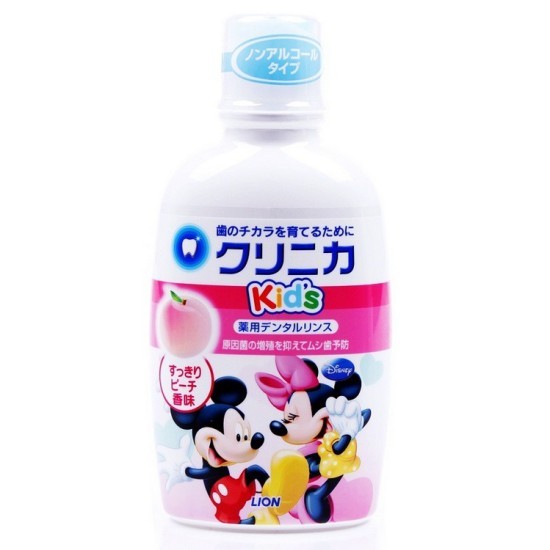 ノンアルコール
タイプ
歯のチカラを育てるために
クリニカ
Kid's
薬用デンタルリンス
原因菌の増殖を抑えてムシ歯予防
すっきり
ピーチ
香味
Disney
LION